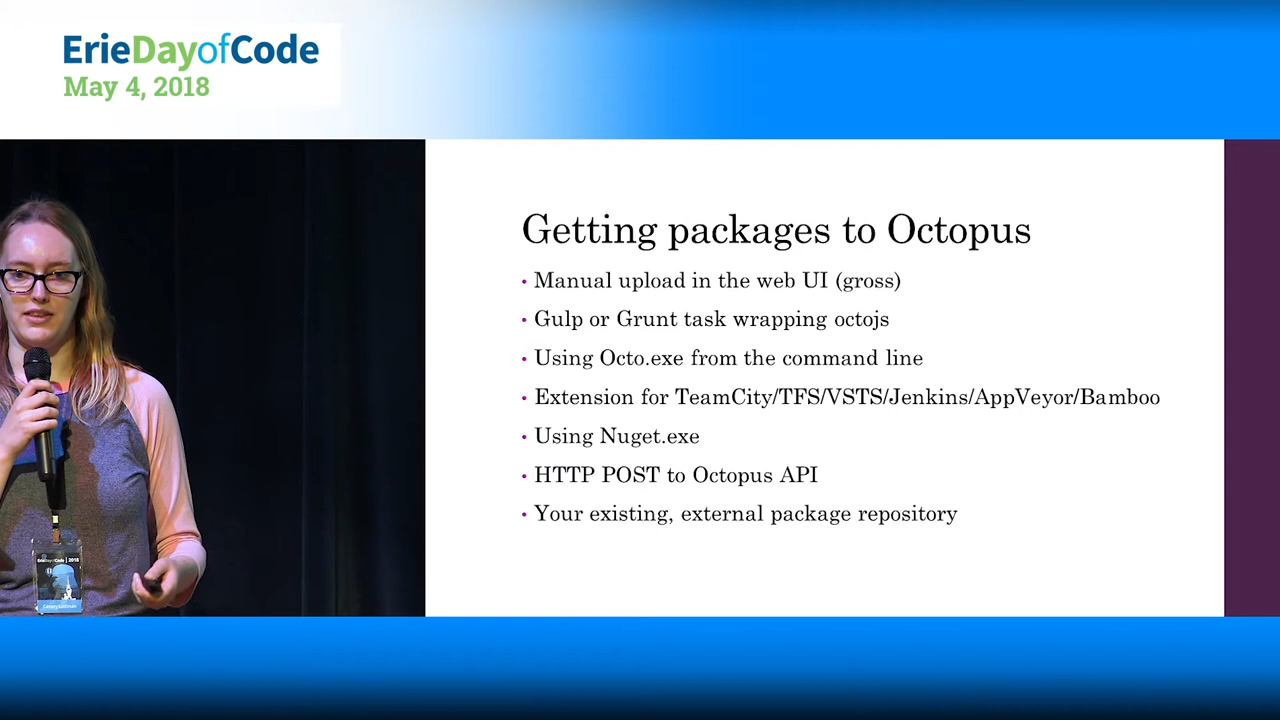 ErieDayofCode
May 4, 2018
Getting packages to Octopus
• Manual upload in the web UI (gross)
• Gulp or Grunt task wrapping octojs
• Using Octo.exe from the command line
• Extension for TeamCity/TFS/VSTS/Jenkins/AppVeyor/Bamboo
• Using Nuget.exe
• HTTP POST to Octopus API
• Your existing, external package repository
ErieDayofCode | 2018